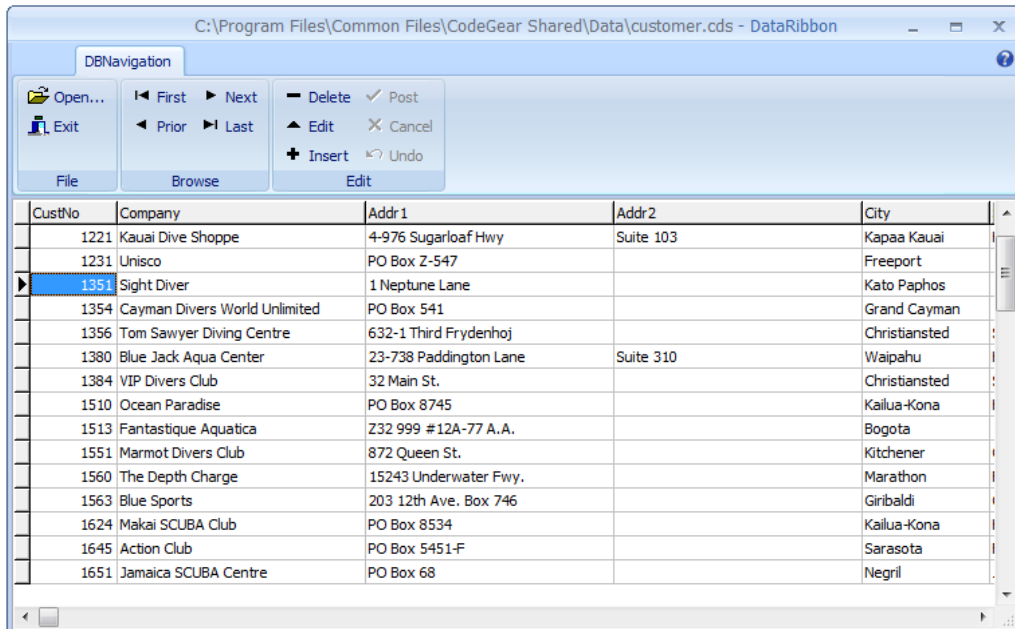 C:\Program Files\Common Files\CodeGear Shared\Data\customer.cds - DataRibbon
DBNavigation
Open... First Next Delete Post
Exit Prior Last Edit Cancel
Insert Undo
File Browse Edit
CustNo Company Addr1 Addr2 City
1221 Kauai Dive Shoppe 4-976 Sugarloaf Hwy Suite 103 Kapaa Kauai
1231 Unisco PO Box Z-547 Freeport
1351 Sight Diver 1 Neptune Lane Kato Paphos
1354 Cayman Divers World Unlimited PO Box 541 Grand Cayman
1356 Tom Sawyer Diving Centre 632-1 Third Frydenhoj Christiansted
1380 Blue Jack Aqua Center 23-738 Paddington Lane Suite 310 Waipahu
1384 VIP Divers Club 32 Main St. Christiansted
1510 Ocean Paradise PO Box 8745 Kailua-Kona
1513 Fantastique Aquatica Z32 999 #12A-77 A.A. Bogota
1551 Marmot Divers Club 872 Queen St. Kitchener
1560 The Depth Charge 15243 Underwater Fwy. Marathon
1563 Blue Sports 203 12th Ave. Box 746 Giribaldi
1624 Makai SCUBA Club PO Box 8534 Kailua-Kona
1645 Action Club PO Box 5451-F Sarasota
1651 Jamaica SCUBA Centre PO Box 68 Negril